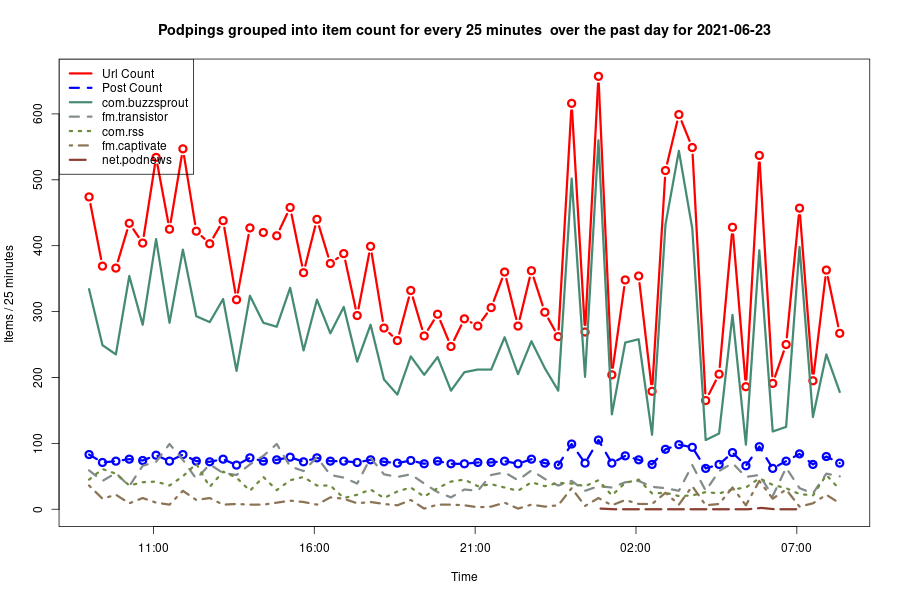 Podpings grouped into item count for every 25 minutes  over the past day for 2021-06-23
Url Count
Post Count
com.buzzsprout
fm.transistor
com.rss
fm.captivate
net.podnews
Items / 25 minutes
600
500
400
300
200
100
0
11:00
16:00
21:00
02:00
07:00
Time